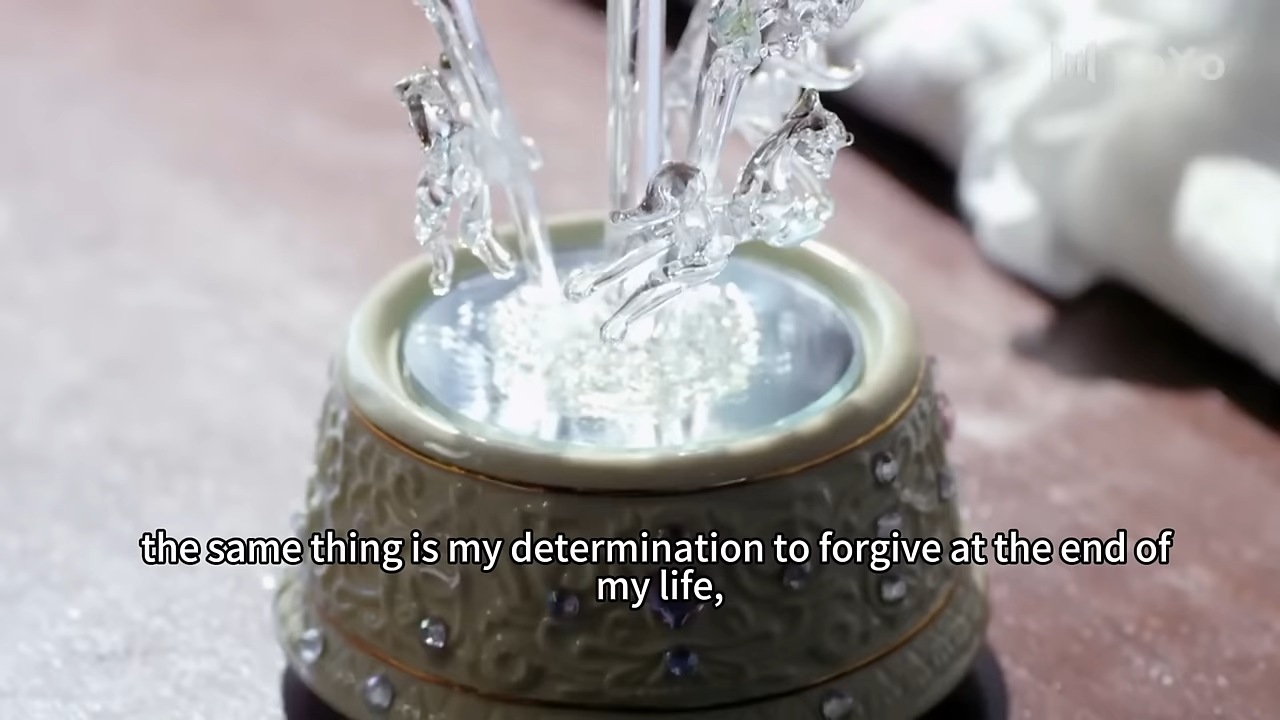 the same thing is my determination to forgive at the end of
my life,